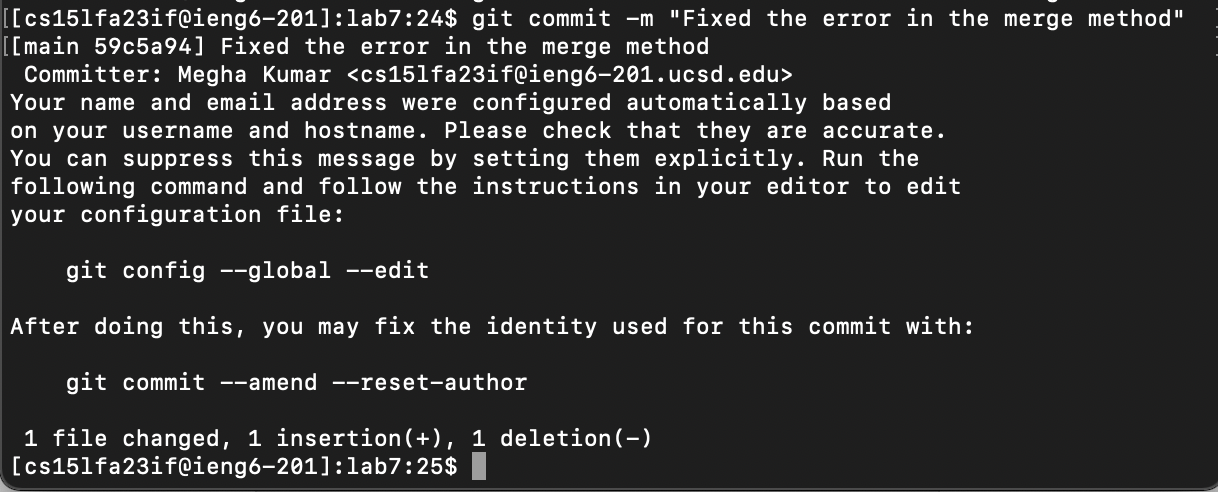 [[cs15lfa23if@ieng6-201]:lab7:24$ git commit -m "Fixed the error in the merge method"
[[main 59c5a94] Fixed the error in the merge method
 Committer: Megha Kumar <cs15lfa23if@ieng6-201.ucsd.edu>
Your name and email address were configured automatically based
on your username and hostname. Please check that they are accurate.
You can suppress this message by setting them explicitly. Run the
following command and follow the instructions in your editor to edit
your configuration file:

    git config --global --edit

After doing this, you may fix the identity used for this commit with:

    git commit --amend --reset-author

 1 file changed, 1 insertion(+), 1 deletion(-)
[cs15lfa23if@ieng6-201]:lab7:25$